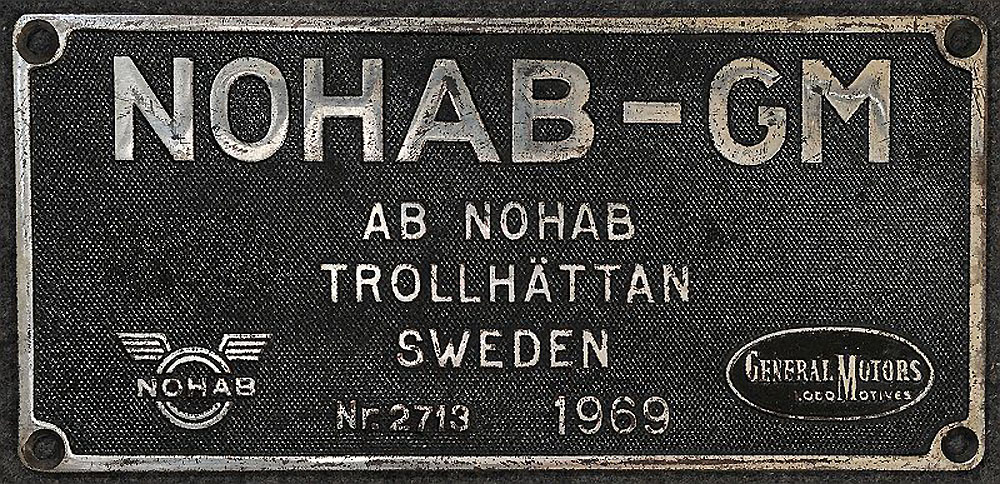 NOHAB-GM
AB NOHAB
TROLLHÄTTAN
SWEDEN
NOHAB
Nr. 2713 1969
GENERAL MOTORS
LOCOMOTIVES